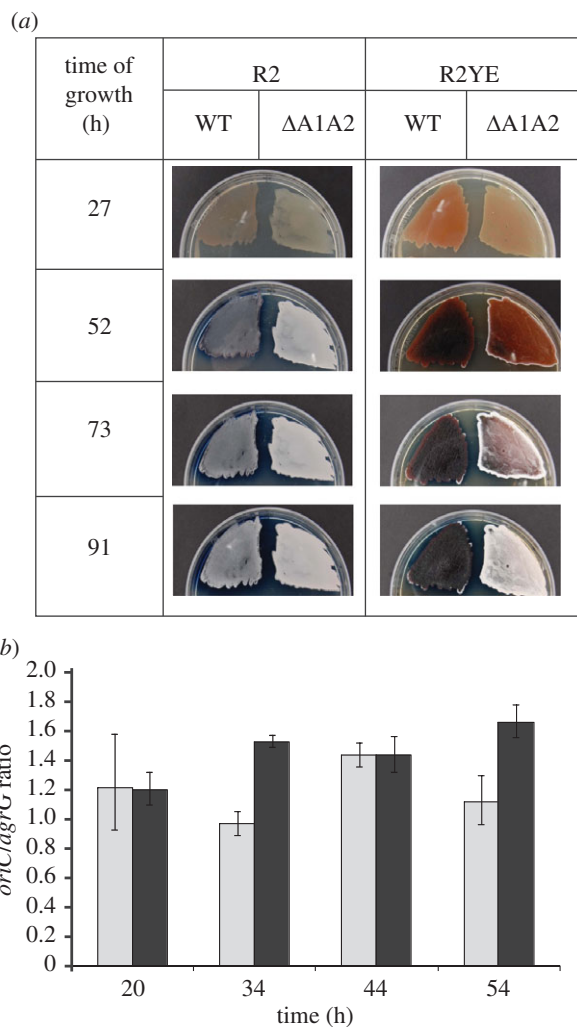 (a)
time of growth (h)
R2
R2YE
WT
ΔA1A2
WT
ΔA1A2
27
52
73
91
b)
oriC/agrG ratio
2.0
1.8
1.6
1.4
1.2
1.0
0.8
0.6
0.4
0.2
0
20
34
44
54
time (h)